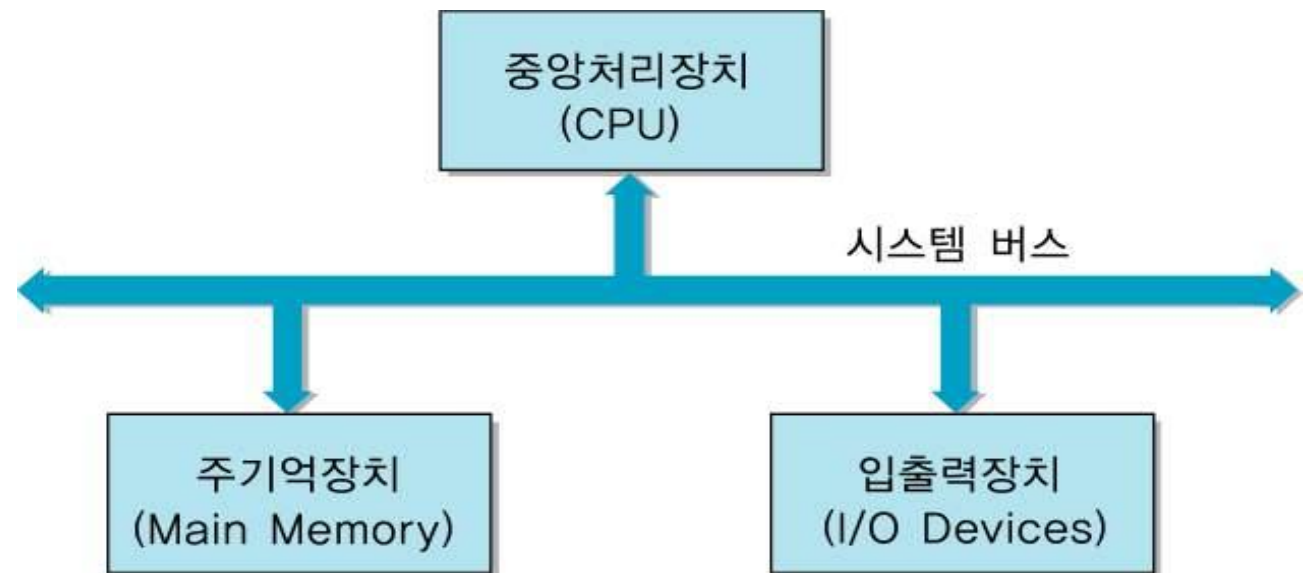 중앙처리장치
(CPU)
시스템 버스
주기억장치
(Main Memory)
입출력장치
(I/O Devices)